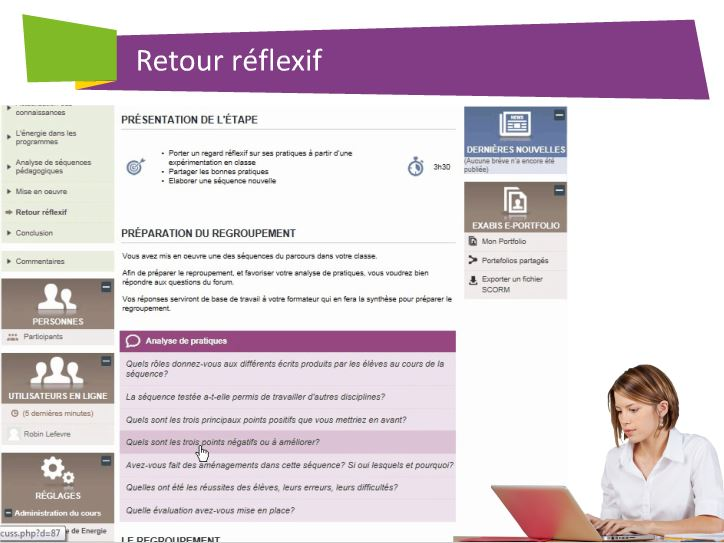 Retour réflexif
connaissances
L'énergie dans les
programmes
Analyse de séquences
pédagogiques
Mise en oeuvre
Retour réflexif
Conclusion
Commentaires
PERSONNES
Participants
UTILISATEURS EN LIGNE
(5 dernières minutes)
Robin Lefevre
RÉGLAGES
Administration du cours
cuss.php?d=87
e de Energie
PRÉSENTATION DE L'ÉTAPE
Porter un regard réflexif sur ses pratiques à partir d'une
expérimentation en classe
Partager les bonnes pratiques
Elaborer une séquence nouvelle
3h30
PRÉPARATION DU REGROUPEMENT
Vous avez mis en oeuvre une des séquences du parcours dans votre classe.
Afin de préparer le reproupement, et favoriser votre analyse de pratiques, vous voudrez bien
répondre aux questions du forum.
Vos réponses serviront de base de travail à votre formateur qui en fera la synthèse pour préparer le
regroupement.
Analyse de pratiques
Quels rôles donnez-vous aux différents écrits produits par les élèves au cours de la
séquence?
La séquence testée a-t-elle permis de travailler d'autres disciplines?
Quels sont les trois principaux points positifs que vous mettriez en avant?
Quels sont les trois points négatifs ou à améliorer?
Avez-vous fait des aménagements dans cette séquence? Si oui lesquels et pourquoi?
Quelles ont été les réussites des élèves, leurs erreurs, leurs difficultés?
Quelle évaluation avez-vous mise en place?
LE REGROUPEMENT
NEWS
DERNIÈRES NOUVELLES
(Aucune brève n'a encore été
publiée)
EXABIS E-PORTFOLIO
Mon Portfolio
Portefolios partagés
Exporter un fichier
SCORM